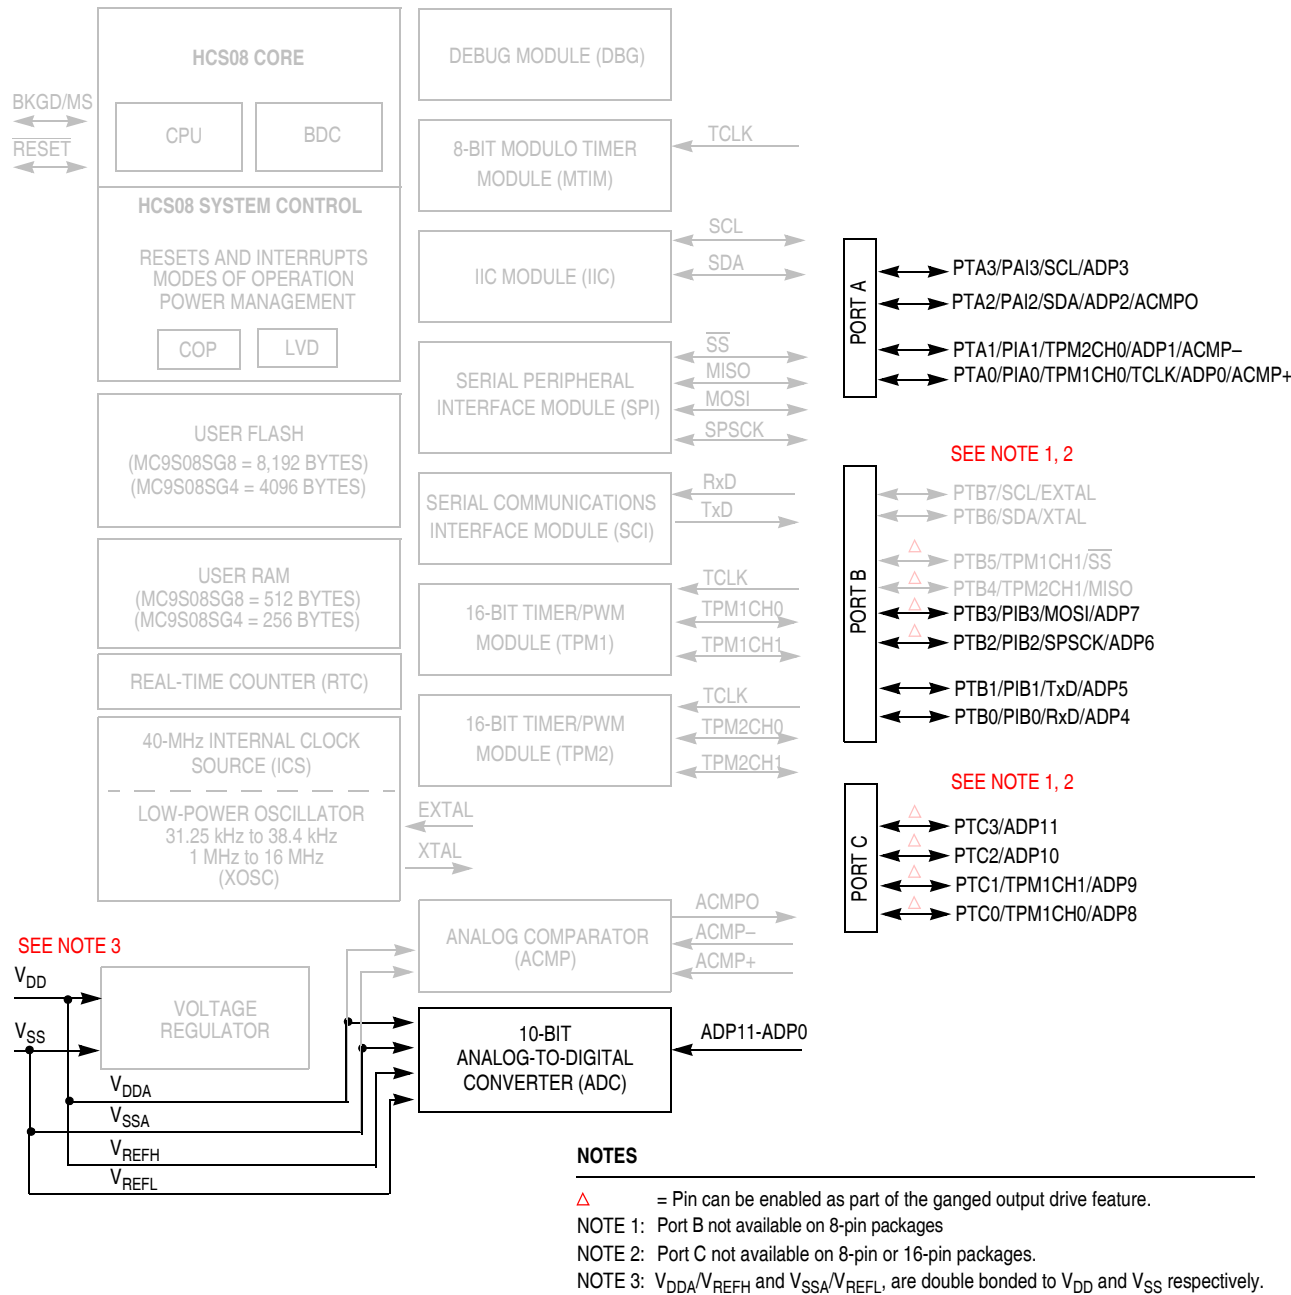 HCS08 CORE
BKGD/MS
RESET
CPU
BDC
HCS08 SYSTEM CONTROL
RESETS AND INTERRUPTS
MODES OF OPERATION
POWER MANAGEMENT
COP
LVD
USER FLASH
(MC9S08SG8 = 8,192 BYTES)
(MC9S08SG4 = 4096 BYTES)
USER RAM
(MC9S08SG8 = 512 BYTES)
(MC9S08SG4 = 256 BYTES)
REAL-TIME COUNTER (RTC)
40-MHz INTERNAL CLOCK
SOURCE (ICS)
LOW-POWER OSCILLATOR
31.25 kHz to 38.4 kHz
1 MHz to 16 MHz
(XOSC)
EXTAL
XTAL
SEE NOTE 3
VDD
VSS
VOLTAGE
REGULATOR
VDDA
VSSA
VREFH
VREFL
DEBUG MODULE (DBG)
8-BIT MODULO TIMER
MODULE (MTIM)
TCLK
IIC MODULE (IIC)
SCL
SDA
SERIAL PERIPHERAL
INTERFACE MODULE (SPI)
SS
MISO
MOSI
SPSCK
SERIAL COMMUNICATIONS
INTERFACE MODULE (SCI)
RxD
TxD
16-BIT TIMER/PWM
MODULE (TPM1)
TCLK
TPM1CH0
TPM1CH1
16-BIT TIMER/PWM
MODULE (TPM2)
TCLK
TPM2CH0
TPM2CH1
ANALOG COMPARATOR
(ACMP)
ACMPO
ACMP–
ACMP+
10-BIT
ANALOG-TO-DIGITAL
CONVERTER (ADC)
ADP11-ADP0
PORT A
PTA3/PAI3/SCL/ADP3
PTA2/PAI2/SDA/ADP2/ACMPO
PTA1/PIA1/TPM2CH0/ADP1/ACMP–
PTA0/PIA0/TPM1CH0/TCLK/ADP0/ACMP+
SEE NOTE 1, 2
PORT B
PTB7/SCL/EXTAL
PTB6/SDA/XTAL
PTB5/TPM1CH1/SS
PTB4/TPM2CH1/MISO
PTB3/PIB3/MOSI/ADP7
PTB2/PIB2/SPSCK/ADP6
PTB1/PIB1/TxD/ADP5
PTB0/PIB0/RxD/ADP4
SEE NOTE 1, 2
PORT C
PTC3/ADP11
PTC2/ADP10
PTC1/TPM1CH1/ADP9
PTC0/TPM1CH0/ADP8
NOTES
△ = Pin can be enabled as part of the ganged output drive feature.
NOTE 1: Port B not available on 8-pin packages
NOTE 2: Port C not available on 8-pin or 16-pin packages.
NOTE 3: VDDA/VREFH and VSSA/VREFL, are double bonded to VDD and VSS respectively.